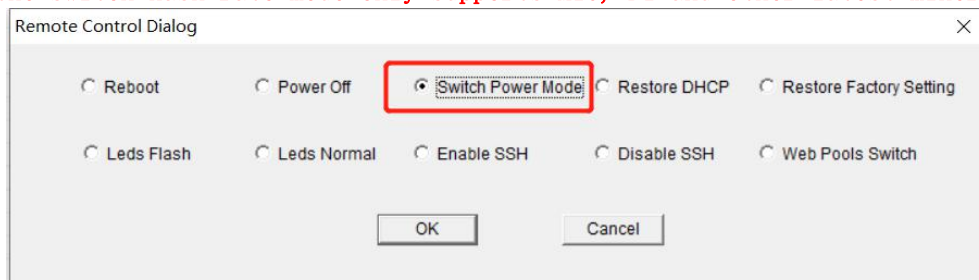 Remote Control Dialog
Reboot Power Off Switch Power Mode Restore DHCP Restore Factory Setting
Leds Flash Leds Normal Enable SSH Disable SSH Web Pools Switch
OK Cancel